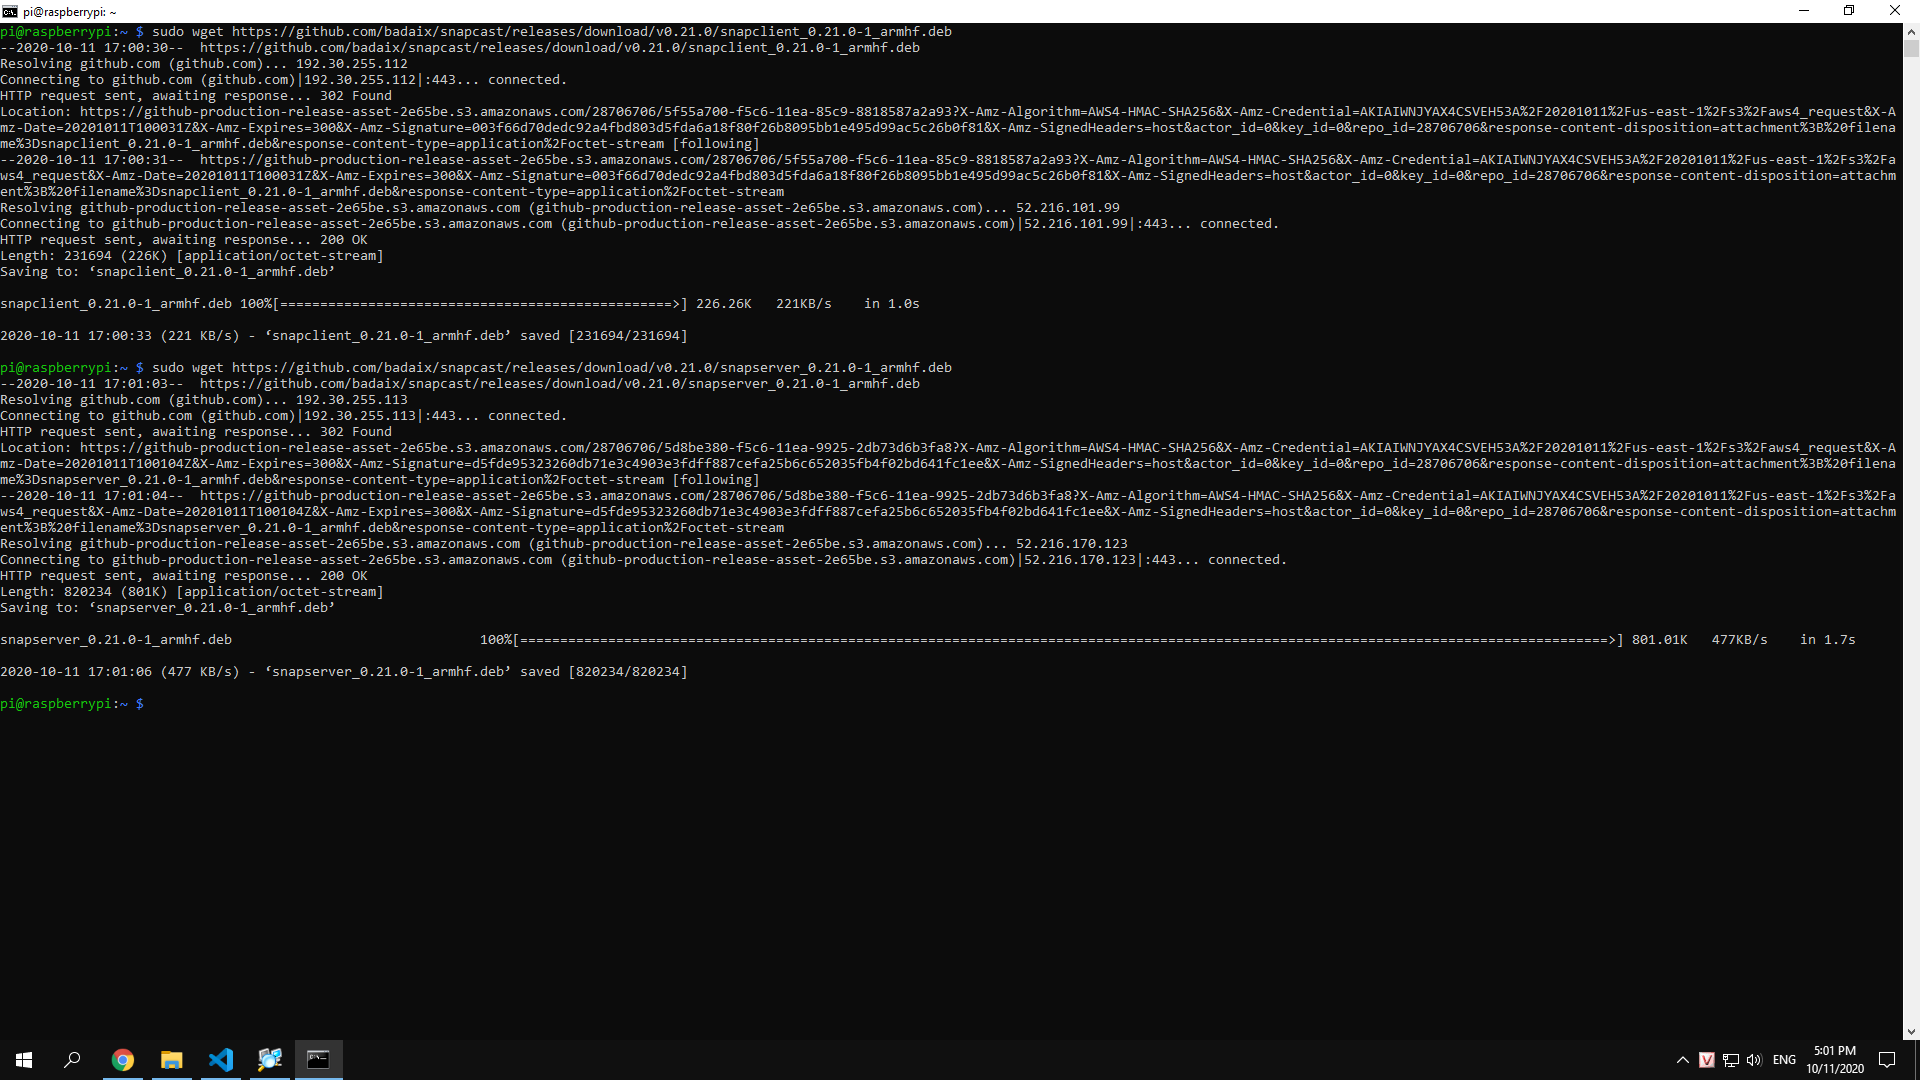 pi@raspberrypi: ~
pi@raspberrypi:~ $ sudo wget https://github.com/badaix/snapcast/releases/download/v0.21.0/snapclient_0.21.0-1_armhf.deb
--2020-10-11 17:00:30--  https://github.com/badaix/snapcast/releases/download/v0.21.0/snapclient_0.21.0-1_armhf.deb
Resolving github.com (github.com)... 192.30.255.112
Connecting to github.com (github.com)|192.30.255.112|:443... connected.
HTTP request sent, awaiting response... 302 Found
Location: https://github-production-release-asset-2e65be.s3.amazonaws.com/28706706/5f55a700-f5c6-11ea-85c9-8818587a2a93?X-Amz-Algorithm=AWS4-HMAC-SHA256&X-Amz-Credential=AKIAIWNJYAX4CSVEH53A%2F20201011%2Fus-east-1%2Fs3%2Faws4_request&X-A
mz-Date=20201011T100031Z&X-Amz-Expires=300&X-Amz-Signature=003f66d70dedc92a4fbd803d5fda6a18f80f26b8095bb1e495d99ac5c26b0f81&X-Amz-SignedHeaders=host&actor_id=0&key_id=0&repo_id=28706706&response-content-disposition=attachment%3B%20filena
me%3Dsnapclient_0.21.0-1_armhf.deb&response-content-type=application%2Foctet-stream [following]
--2020-10-11 17:00:31--  https://github-production-release-asset-2e65be.s3.amazonaws.com/28706706/5f55a700-f5c6-11ea-85c9-8818587a2a93?X-Amz-Algorithm=AWS4-HMAC-SHA256&X-Amz-Credential=AKIAIWNJYAX4CSVEH53A%2F20201011%2Fus-east-1%2Fs3%2Fa
ws4_request&X-Amz-Date=20201011T100031Z&X-Amz-Expires=300&X-Amz-Signature=003f66d70dedc92a4fbd803d5fda6a18f80f26b8095bb1e495d99ac5c26b0f81&X-Amz-SignedHeaders=host&actor_id=0&key_id=0&repo_id=28706706&response-content-disposition=attachm
ent%3B%20filename%3Dsnapclient_0.21.0-1_armhf.deb&response-content-type=application%2Foctet-stream
Resolving github-production-release-asset-2e65be.s3.amazonaws.com (github-production-release-asset-2e65be.s3.amazonaws.com)... 52.216.101.99
Connecting to github-production-release-asset-2e65be.s3.amazonaws.com (github-production-release-asset-2e65be.s3.amazonaws.com)|52.216.101.99|:443... connected.
HTTP request sent, awaiting response... 200 OK
Length: 231694 (226K) [application/octet-stream]
Saving to: ‘snapclient_0.21.0-1_armhf.deb’
snapclient_0.21.0-1_armhf.deb 100%[=================================================>] 226.26K   221KB/s    in 1.0s
2020-10-11 17:00:33 (221 KB/s) - ‘snapclient_0.21.0-1_armhf.deb’ saved [231694/231694]
pi@raspberrypi:~ $ sudo wget https://github.com/badaix/snapcast/releases/download/v0.21.0/snapserver_0.21.0-1_armhf.deb
--2020-10-11 17:01:03--  https://github.com/badaix/snapcast/releases/download/v0.21.0/snapserver_0.21.0-1_armhf.deb
Resolving github.com (github.com)... 192.30.255.113
Connecting to github.com (github.com)|192.30.255.113|:443... connected.
HTTP request sent, awaiting response... 302 Found
Location: https://github-production-release-asset-2e65be.s3.amazonaws.com/28706706/5d8be380-f5c6-11ea-9925-2db73d6b3fa8?X-Amz-Algorithm=AWS4-HMAC-SHA256&X-Amz-Credential=AKIAIWNJYAX4CSVEH53A%2F20201011%2Fus-east-1%2Fs3%2Faws4_request&X-A
mz-Date=20201011T100104Z&X-Amz-Expires=300&X-Amz-Signature=d5fde95323260db71e3c4903e3fdff887cefa25b6c652035fb4f02bd641fc1ee&X-Amz-SignedHeaders=host&actor_id=0&key_id=0&repo_id=28706706&response-content-disposition=attachment%3B%20filena
me%3Dsnapserver_0.21.0-1_armhf.deb&response-content-type=application%2Foctet-stream [following]
--2020-10-11 17:01:04--  https://github-production-release-asset-2e65be.s3.amazonaws.com/28706706/5d8be380-f5c6-11ea-9925-2db73d6b3fa8?X-Amz-Algorithm=AWS4-HMAC-SHA256&X-Amz-Credential=AKIAIWNJYAX4CSVEH53A%2F20201011%2Fus-east-1%2Fs3%2Fa
ws4_request&X-Amz-Date=20201011T100104Z&X-Amz-Expires=300&X-Amz-Signature=d5fde95323260db71e3c4903e3fdff887cefa25b6c652035fb4f02bd641fc1ee&X-Amz-SignedHeaders=host&actor_id=0&key_id=0&repo_id=28706706&response-content-disposition=attachm
ent%3B%20filename%3Dsnapserver_0.21.0-1_armhf.deb&response-content-type=application%2Foctet-stream
Resolving github-production-release-asset-2e65be.s3.amazonaws.com (github-production-release-asset-2e65be.s3.amazonaws.com)... 52.216.170.123
Connecting to github-production-release-asset-2e65be.s3.amazonaws.com (github-production-release-asset-2e65be.s3.amazonaws.com)|52.216.170.123|:443... connected.
HTTP request sent, awaiting response... 200 OK
Length: 820234 (801K) [application/octet-stream]
Saving to: ‘snapserver_0.21.0-1_armhf.deb’
snapserver_0.21.0-1_armhf.deb                               100%[========================================================================================================================================>] 801.01K   477KB/s    in 1.7s
2020-10-11 17:01:06 (477 KB/s) - ‘snapserver_0.21.0-1_armhf.deb’ saved [820234/820234]
pi@raspberrypi:~ $
ENG
5:01 PM
10/11/2020